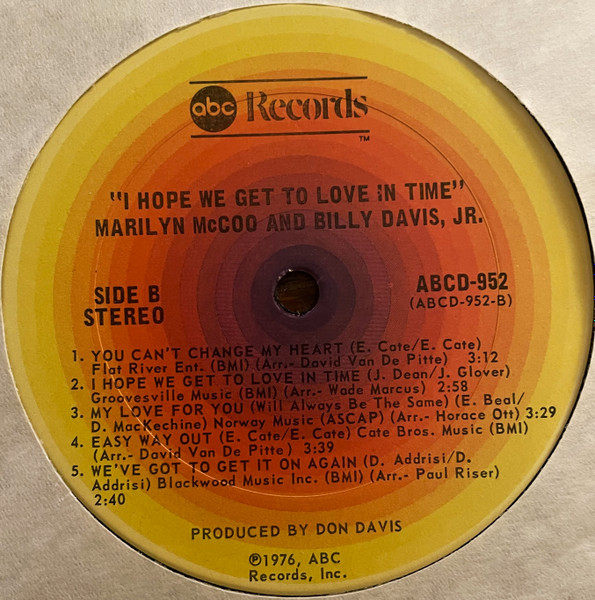 abc Records
TM
"I HOPE WE GET TO LOVE IN TIME"
MARILYN McCOO AND BILLY DAVIS, JR.
SIDE B
STEREO
ABCD-952
(ABCD-952-B)
1. YOU CAN'T CHANGE MY HEART (E. Cate/E. Cate)
Flat River Ent. (BMI) (Arr.- David Van De Pitte) 3:12
2. I HOPE WE GET TO LOVE IN TIME (J. Dean/J. Glover)
Groovesville Music (BMI) (Arr.- Wade Marcus) 2:58
3. MY LOVE FOR YOU (Will Always Be The Same) (E. Beal/
D. MacKechine) Norway Music (ASCAP) (Arr.- Horace Ott) 3:29
4. EASY WAY OUT (E. Cate/E. Cate) Cate Bros. Music (BMI)
(Arr.- David Van De Pitte) 3:39
5. WE'VE GOT TO GET IT ON AGAIN (D. Addrisi/D.
Addrisi) Blackwood Music Inc. (BMI) (Arr.- Paul Riser)
2:40
PRODUCED BY DON DAVIS
℗1976, ABC
Records, Inc.